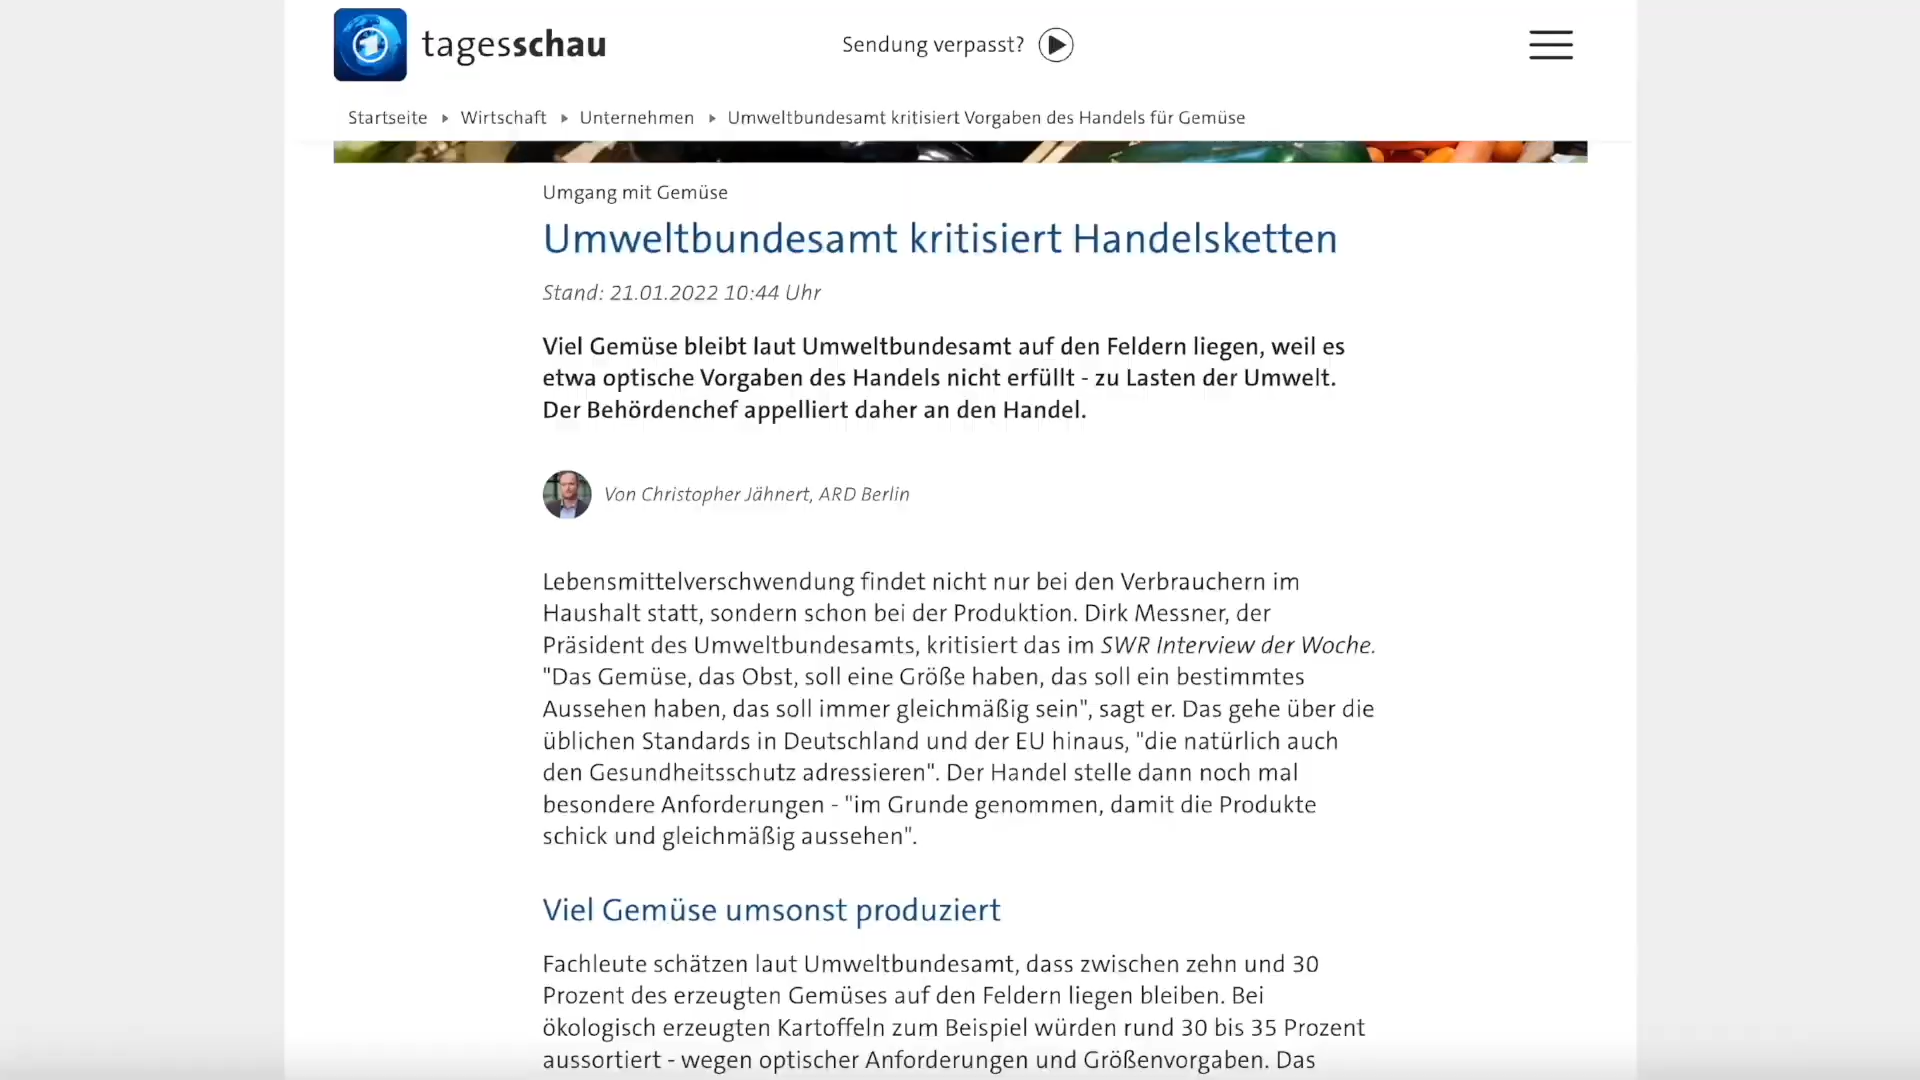 tagesschau
Sendung verpasst?
Startseite Wirtschaft Unternehmen Umweltbundesamt kritisiert Vorgaben des Handels für Gemüse
Umgang mit Gemüse
Umweltbundesamt kritisiert Handelsketten
Stand: 21.01.2022 10:44 Uhr
Viel Gemüse bleibt laut Umweltbundesamt auf den Feldern liegen, weil es
etwa optische Vorgaben des Handels nicht erfüllt - zu Lasten der Umwelt.
Der Behördenchef appelliert daher an den Handel.
Von Christopher Jähnert, ARD Berlin
Lebensmittelverschwendung findet nicht nur bei den Verbrauchern im
Haushalt statt, sondern schon bei der Produktion. Dirk Messner, der
Präsident des Umweltbundesamts, kritisiert das im SWR Interview der Woche.
"Das Gemüse, das Obst, soll eine Größe haben, das soll ein bestimmtes
Aussehen haben, das soll immer gleichmäßig sein", sagt er. Das gehe über die
üblichen Standards in Deutschland und der EU hinaus, "die natürlich auch
den Gesundheitsschutz adressieren". Der Handel stelle dann noch mal
besondere Anforderungen - "im Grunde genommen, damit die Produkte
schick und gleichmäßig aussehen".
Viel Gemüse umsonst produziert
Fachleute schätzen laut Umweltbundesamt, dass zwischen zehn und 30
Prozent des erzeugten Gemüses auf den Feldern liegen bleiben. Bei
ökologisch erzeugten Kartoffeln zum Beispiel würden rund 30 bis 35 Prozent
aussortiert - wegen optischer Anforderungen und Größenvorgaben. Das